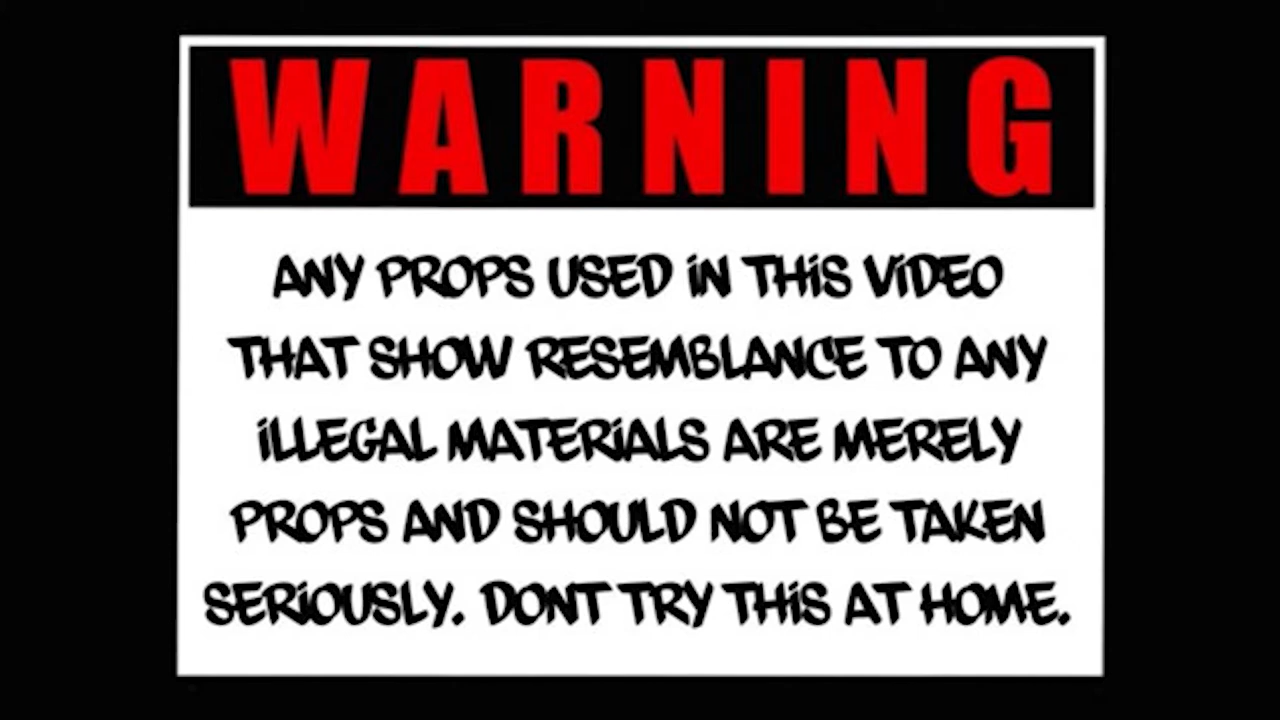 WARNING
ANY PROPS USED iN THiS ViDEO
THAT SHOW RESEMBLANCE TO ANY
iLLEGAL MATERiALS ARE MERELY
PROPS AND SHOULD NOT BE TAKEN
SERiOUSLY. DONT TRY THiS AT HOME.